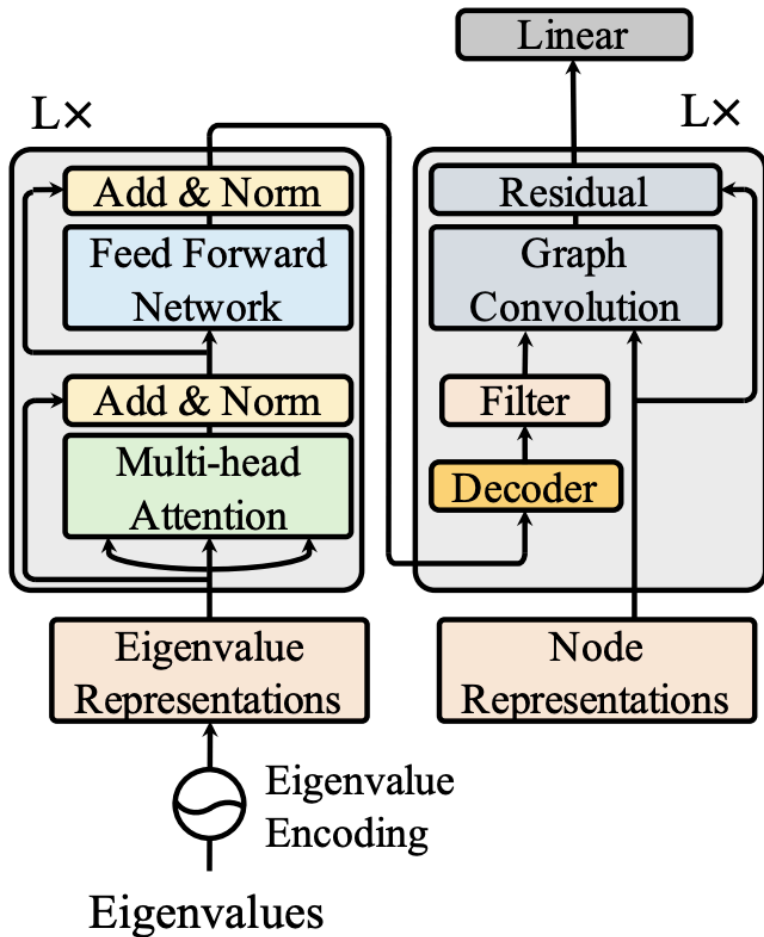 Linear
L×
Add & Norm
Feed Forward
Network
Add & Norm
Multi-head
Attention
Eigenvalue
Representations
Eigenvalue
Encoding
Eigenvalues
L×
Residual
Graph
Convolution
Filter
Decoder
Node
Representations